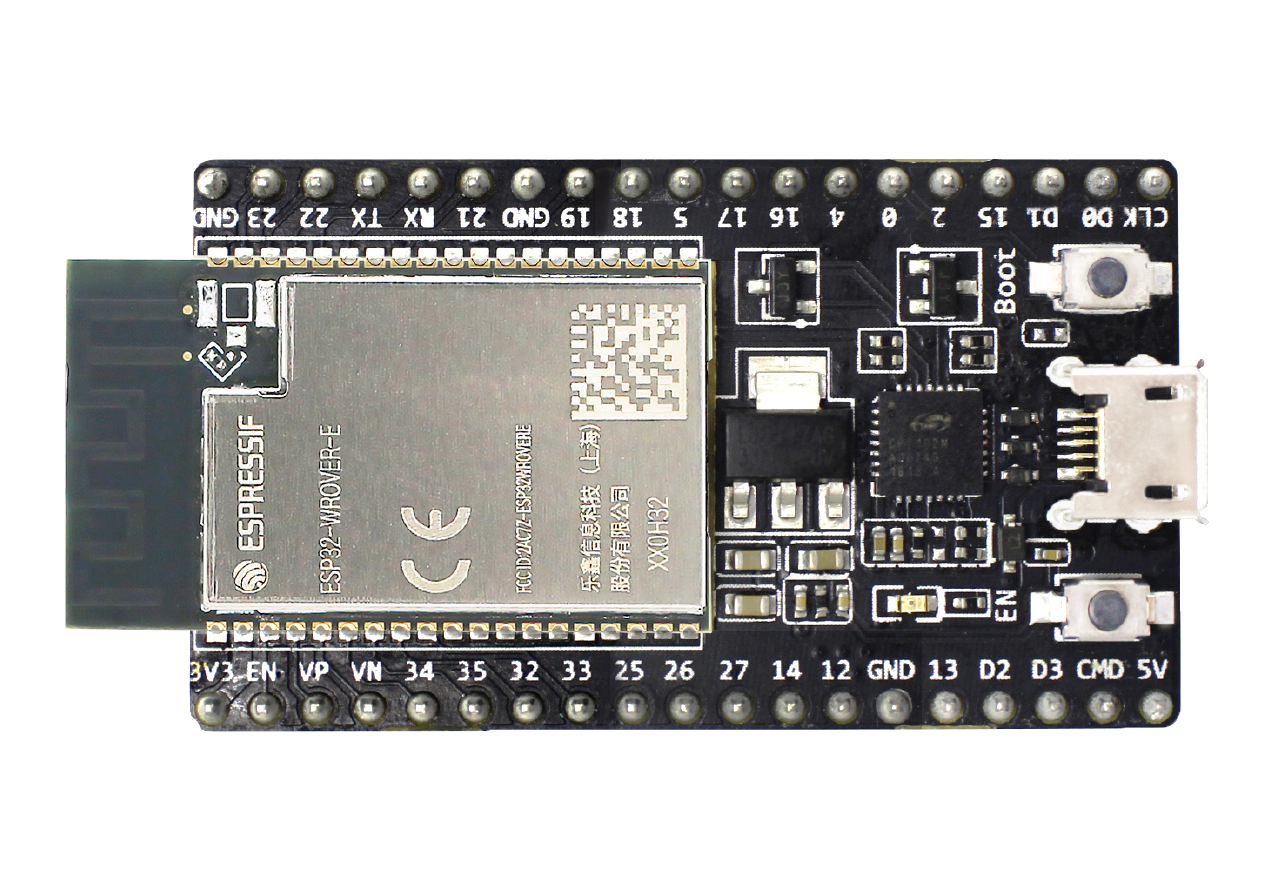 GND 23 22 TX RX 21 GND 19 18 5 17 16 4 0 2 15 D1 D0 CLK
Boot
ESPRESSIF
ESP32-WROVER-E
CE
FCC ID:2AC7Z-ESP32WROVERE
乐鑫信息科技(上海)
股份有限公司
XX0H32
EN
3V3 EN VP VN 34 35 32 33 25 26 27 14 12 GND 13 D2 D3 CMD 5V